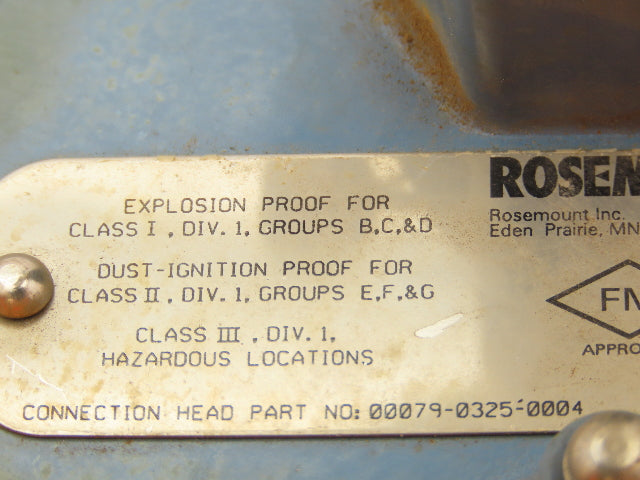 EXPLOSION PROOF FOR
CLASS I , DIV. 1, GROUPS B,C,&D
DUST-IGNITION PROOF FOR
CLASS II , DIV. 1, GROUPS E,F,&G
CLASS III , DIV. 1,
HAZARDOUS LOCATIONS
CONNECTION HEAD PART NO: 00079-0325-0004
ROSEM
Rosemount Inc.
Eden Prairie, MN
FM
APPRO